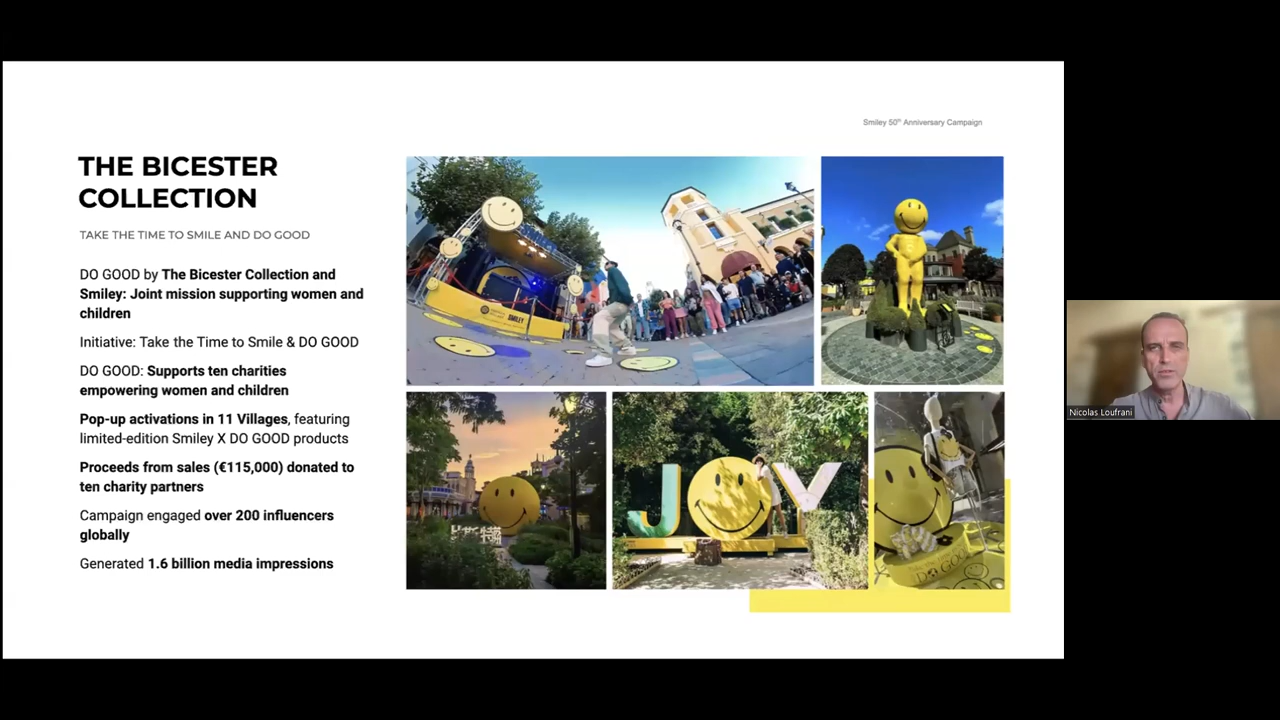 Smiley 50th Anniversary Campaign
THE BICESTER
COLLECTION
TAKE THE TIME TO SMILE AND DO GOOD
DO GOOD by The Bicester Collection and
Smiley: Joint mission supporting women and
children
Initiative: Take the Time to Smile & DO GOOD
DO GOOD: Supports ten charities
empowering women and children
Pop-up activations in 11 Villages, featuring
limited-edition Smiley X DO GOOD products
Proceeds from sales (€115,000) donated to
ten charity partners
Campaign engaged over 200 influencers
globally
Generated 1.6 billion media impressions
SMILEY
JOY
DO GOOD
Nicolas Loufrani